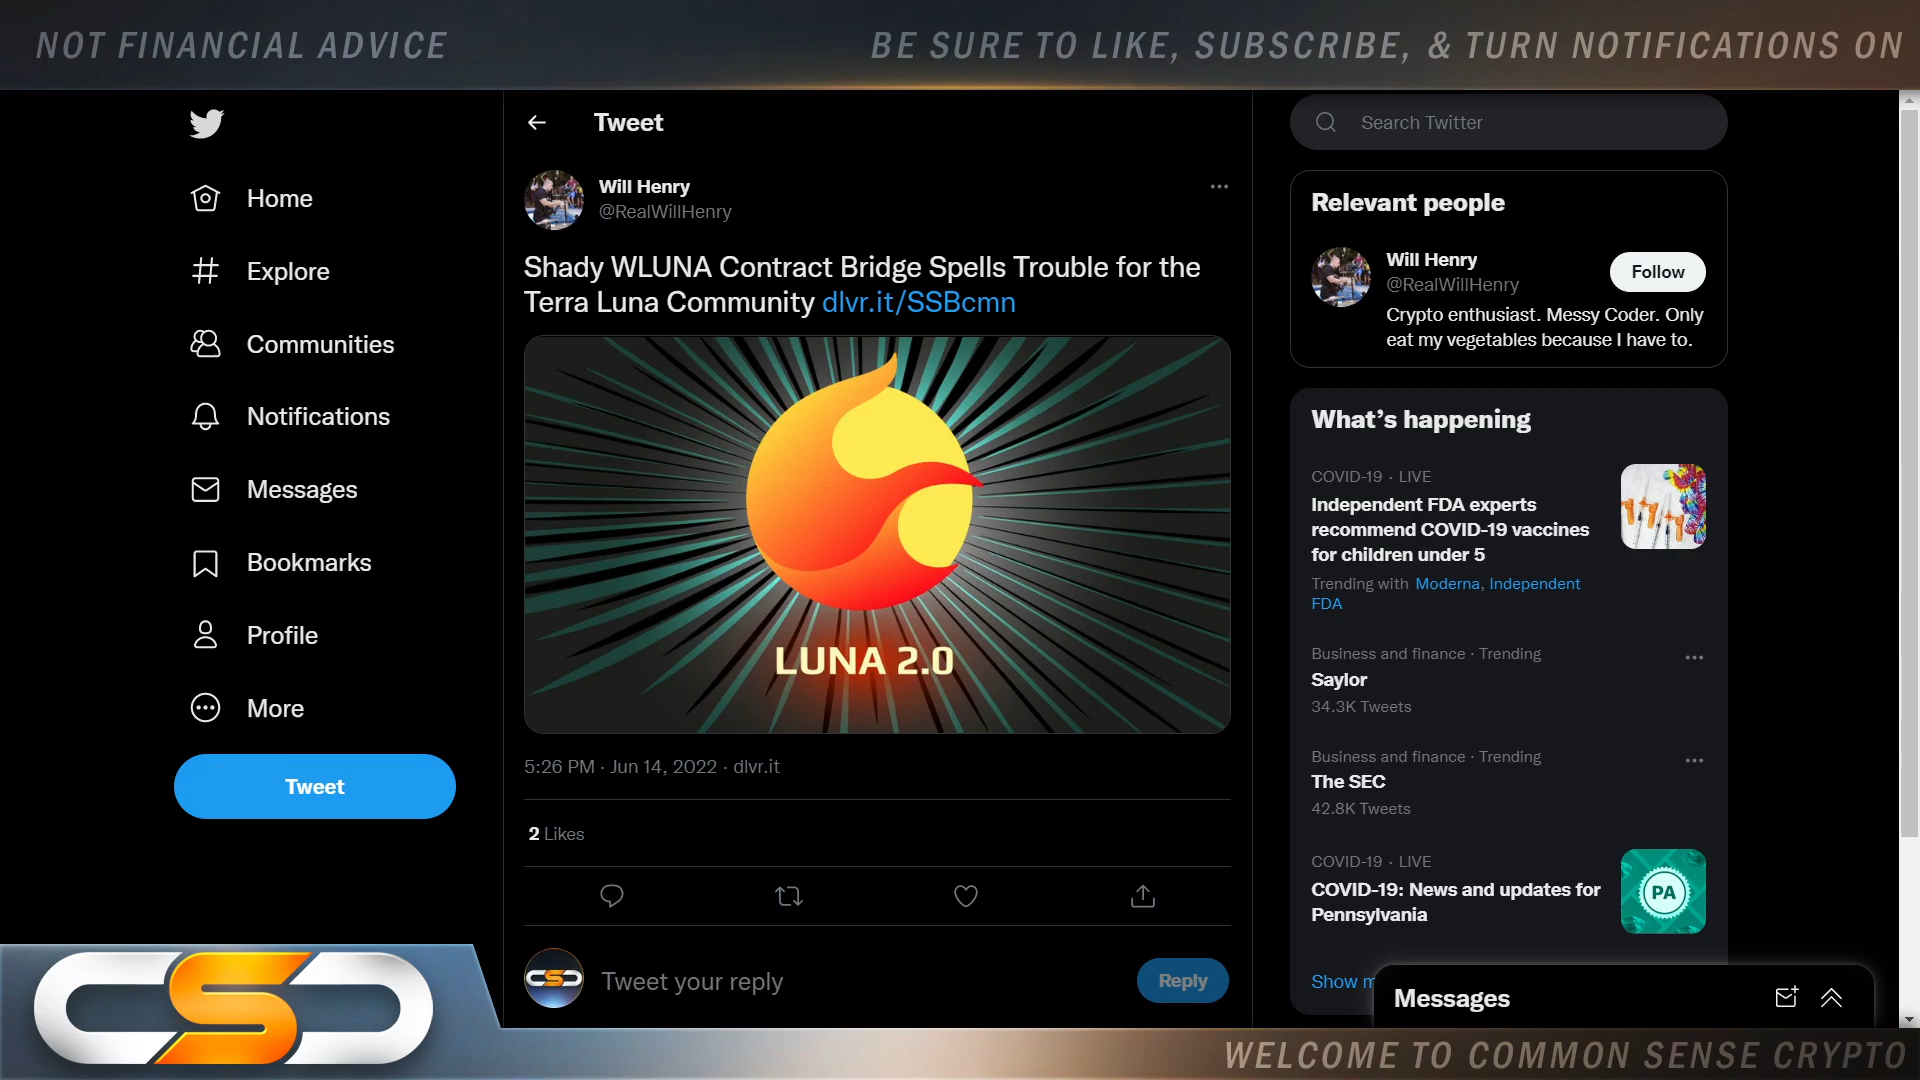 NOT FINANCIAL ADVICE
BE SURE TO LIKE, SUBSCRIBE, & TURN NOTIFICATIONS ON
Home
Explore
Communities
Notifications
Messages
Bookmarks
Profile
More
Tweet
Tweet
Will Henry
@RealWillHenry
Shady WLUNA Contract Bridge Spells Trouble for the
Terra Luna Community dlvr.it/SSBcmn
LUNA 2.0
5:26 PM · Jun 14, 2022 · dlvr.it
2 Likes
Tweet your reply
Reply
Search Twitter
Relevant people
Will Henry
@RealWillHenry
Follow
Crypto enthusiast. Messy Coder. Only
eat my vegetables because I have to.
What's happening
COVID-19 · LIVE
Independent FDA experts
recommend COVID-19 vaccines
for children under 5
Trending with Moderna, Independent
FDA
Business and finance · Trending
Saylor
34.3K Tweets
Business and finance · Trending
The SEC
42.8K Tweets
COVID-19 · LIVE
COVID-19: News and updates for
Pennsylvania
PA
Show m
Messages
CSC
WELCOME TO COMMON SENSE CRYPTO